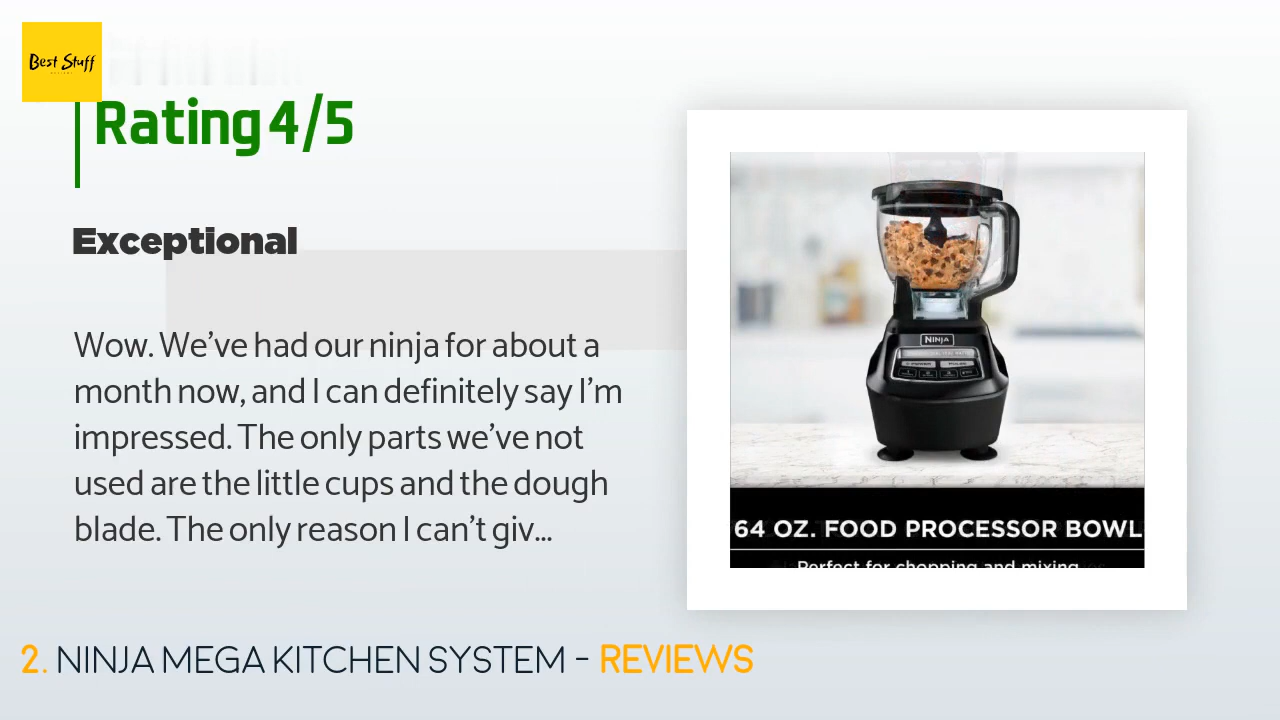 Best Stuff
Rating 4/5
Exceptional
Wow. We’ve had our ninja for about a
month now, and I can definitely say I’m
impressed. The only parts we’ve not
used are the little cups and the dough
blade. The only reason I can’t giv...
NINJA
64 OZ. FOOD PROCESSOR BOWL
Perfect for chopping and mixing
2. NINJA MEGA KITCHEN SYSTEM - REVIEWS